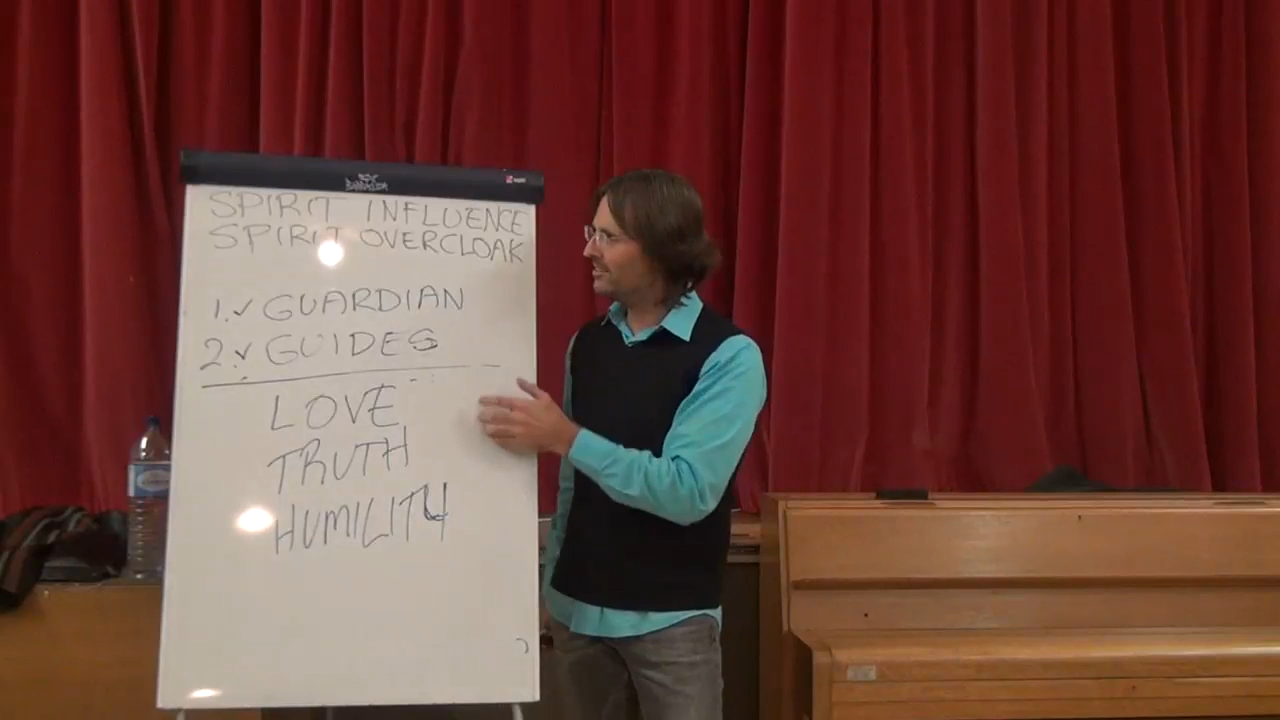 SPIRIT INFLUENCE
SPIRIT OVERCLOAK
1. ✓ GUARDIAN
2. ✓ GUIDES
LOVE
TRUTH
HUMILITY